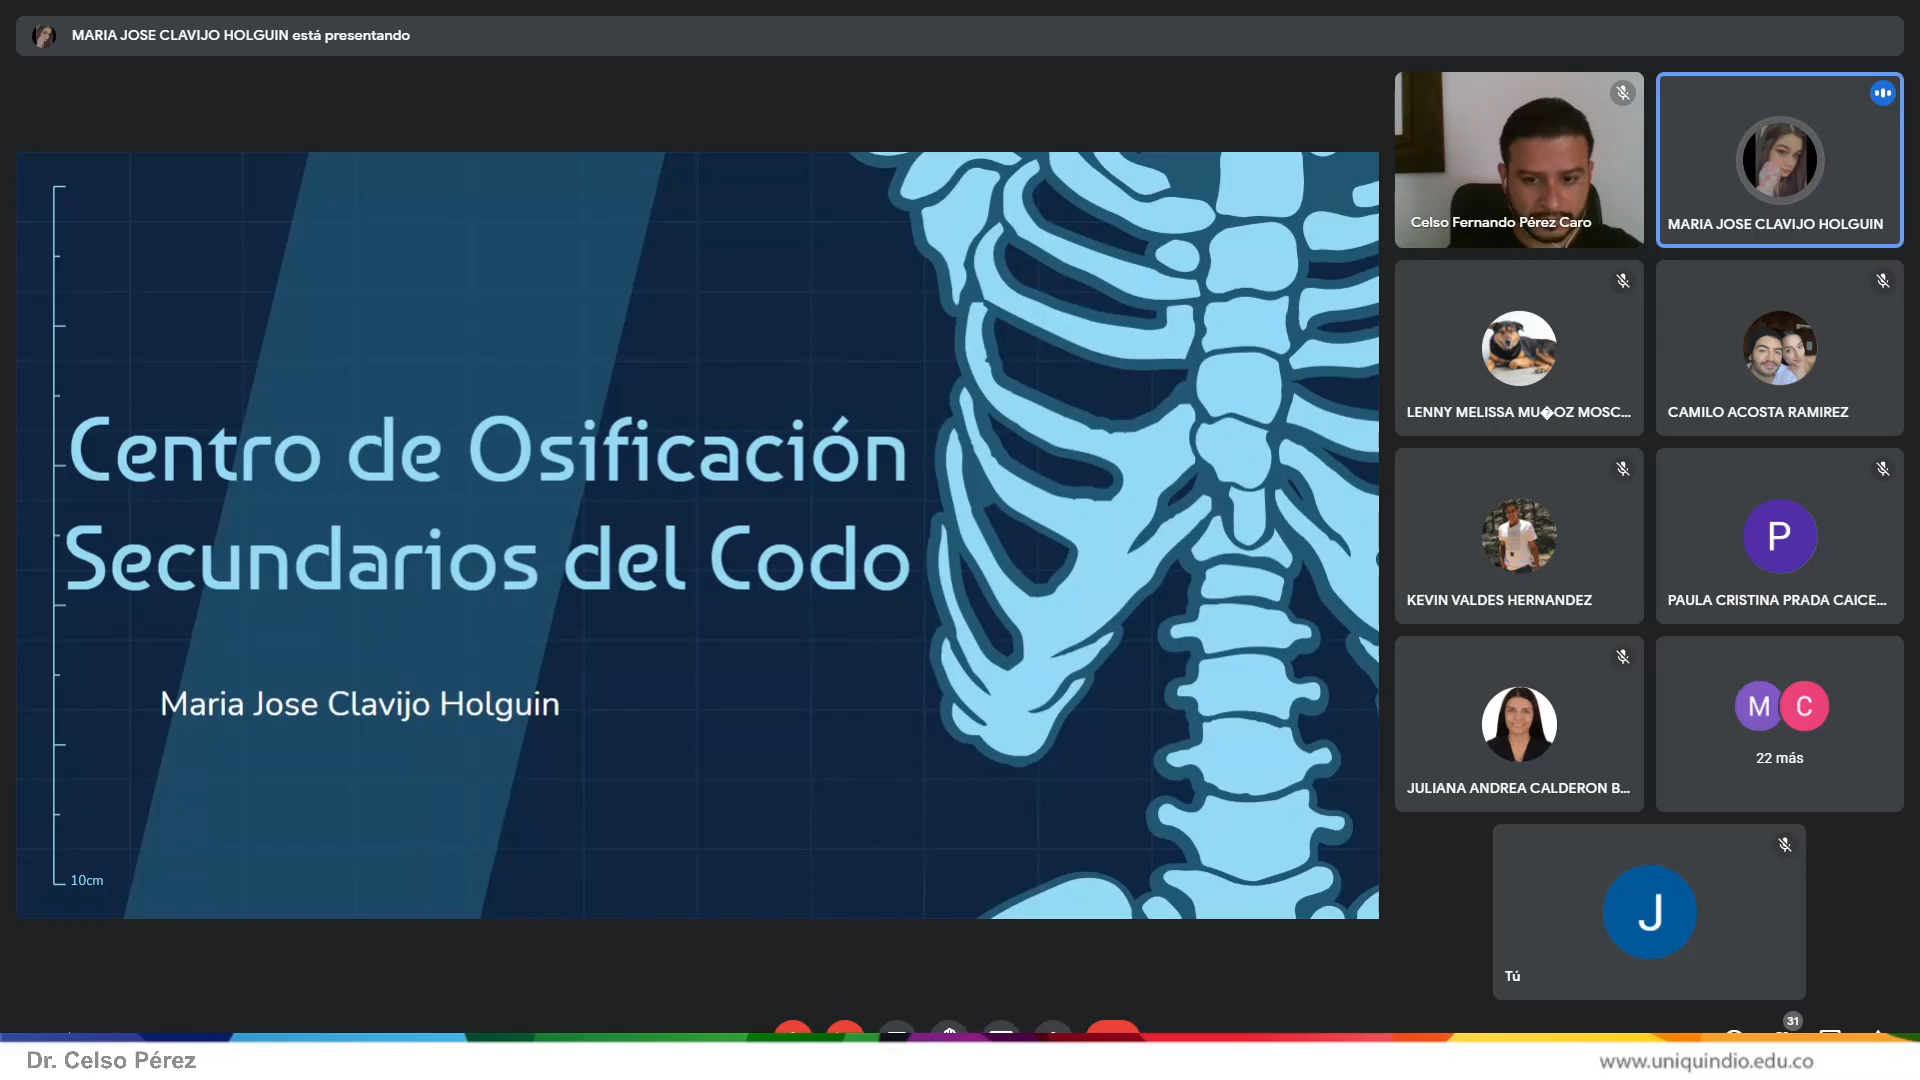 MARIA JOSE CLAVIJO HOLGUIN está presentando
Centro de Osificación
Secundarios del Codo
Maria Jose Clavijo Holguin
10cm
Celso Fernando Pérez Caro
MARIA JOSE CLAVIJO HOLGUIN
LENNY MELISSA MU�OZ MOSC...
CAMILO ACOSTA RAMIREZ
KEVIN VALDES HERNANDEZ
P
PAULA CRISTINA PRADA CAICE...
JULIANA ANDREA CALDERON B...
M C
22 más
J
Tú
31
Dr. Celso Pérez
www.uniquindio.edu.co